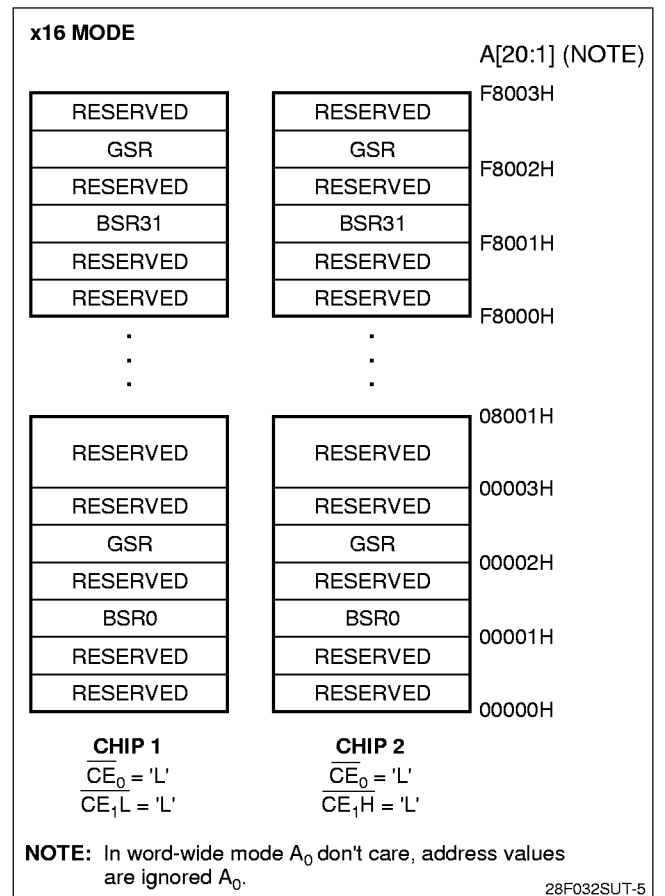 x16 MODE
A[20:1] (NOTE)
RESERVED RESERVED F8003H
GSR GSR
RESERVED RESERVED F8002H
BSR31 BSR31
RESERVED RESERVED F8001H
RESERVED RESERVED
F8000H
08001H
RESERVED RESERVED
00003H
RESERVED RESERVED
GSR GSR
00002H
RESERVED RESERVED
BSR0 BSR0
00001H
RESERVED RESERVED
RESERVED RESERVED
00000H
CHIP 1 CHIP 2
CE0 = 'L' CE0 = 'L'
CE1L = 'L' CE1H = 'L'
NOTE: In word-wide mode A0 don't care, address values
are ignored A0.
28F032SUT-5